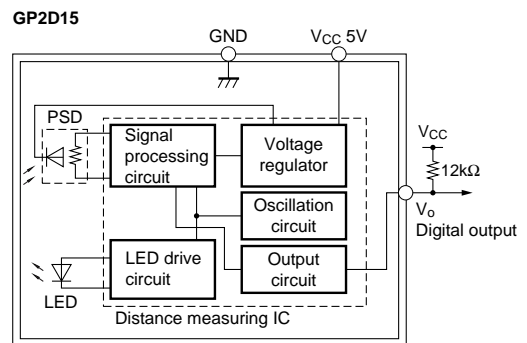 GP2D15
GND
VCC 5V
PSD
Signal
processing
circuit
Voltage
regulator
VCC
12kΩ
Oscillation
circuit
Vo
Digital output
LED drive
circuit
Output
circuit
LED
Distance measuring IC